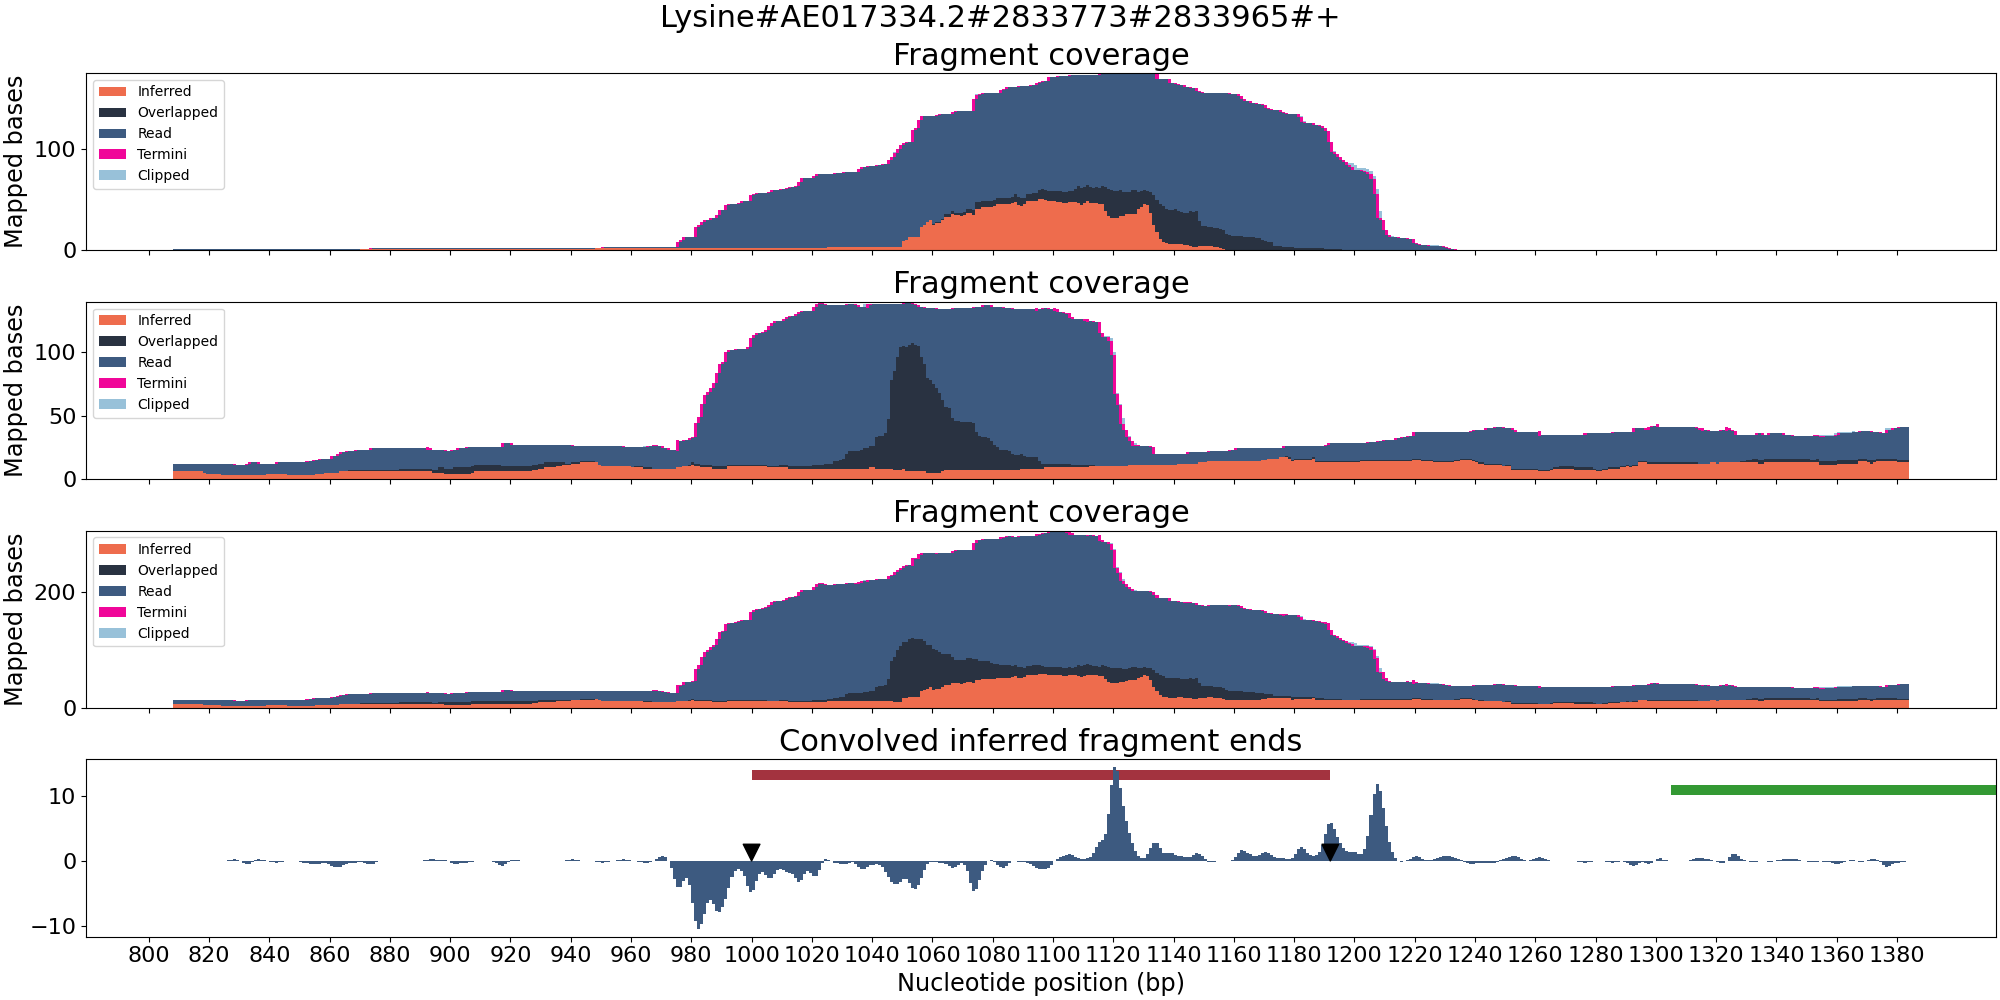 Lysine#AE017334.2#2833773#2833965#+
Fragment coverage
Mapped bases
100
0
Inferred
Overlapped
Read
Termini
Clipped
Fragment coverage
Mapped bases
100
50
0
Inferred
Overlapped
Read
Termini
Clipped
Fragment coverage
Mapped bases
200
0
Inferred
Overlapped
Read
Termini
Clipped
Convolved inferred fragment ends
10
0
−10
800 820 840 860 880 900 920 940 960 980 1000 1020 1040 1060 1080 1100 1120 1140 1160 1180 1200 1220 1240 1260 1280 1300 1320 1340 1360 1380
Nucleotide position (bp)